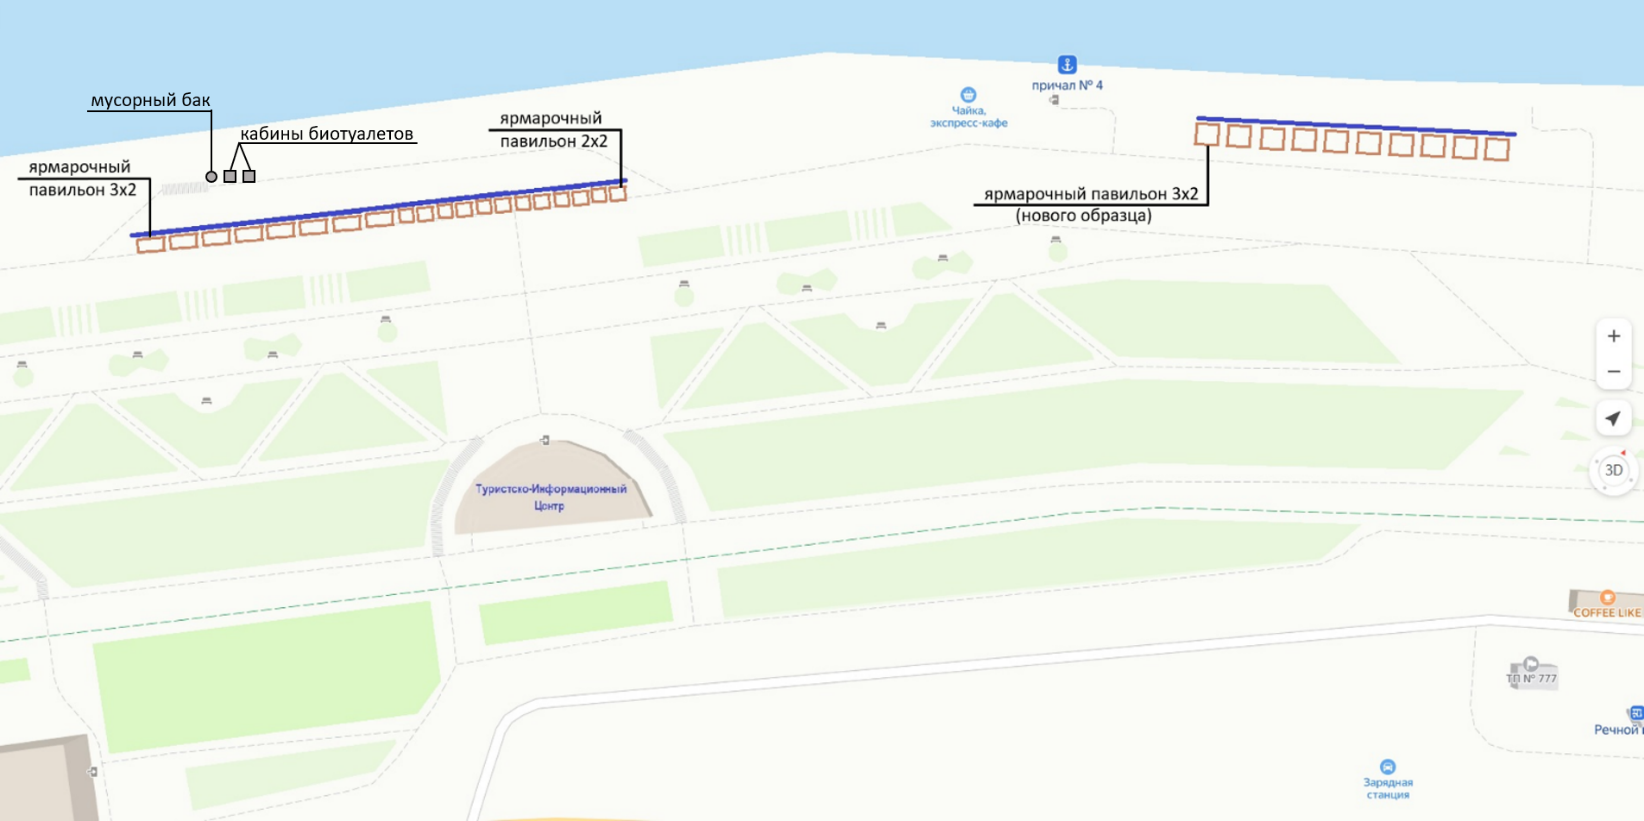 мусорный бак
кабины биотуалетов
ярмарочный
павильон 3х2
ярмарочный
павильон 2х2
причал № 4
Чайка,
экспресс-кафе
ярмарочный павильон 3х2
(нового образца)
Туристско-Информационный
Центр
3D
COFFEE LIKE
ТП № 777
Речной
Зарядная
станция